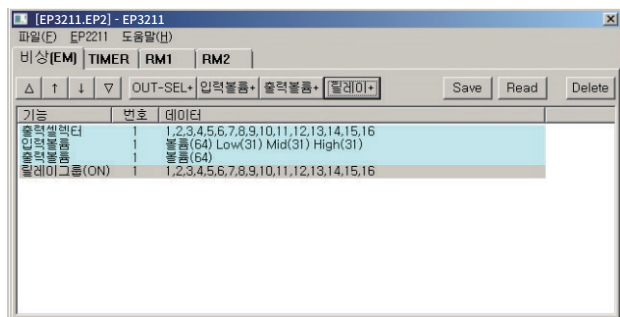 [EP3211.EP2] - EP3211
파일(F) EP2211 도움말(H)
비상(EM) TIMER RM1 RM2
△ ↑ ↓ ▽ OUT-SEL+ 입력볼륨+ 출력볼륨+ 릴레이+ Save Read Delete
기능 번호 데이터
출력셀렉터 1 1,2,3,4,5,6,7,8,9,10,11,12,13,14,15,16
입력볼륨 1 볼륨(64) Low(31) Mid(31) High(31)
출력볼륨 1 볼륨(64)
릴레이그룹(ON) 1 1,2,3,4,5,6,7,8,9,10,11,12,13,14,15,16